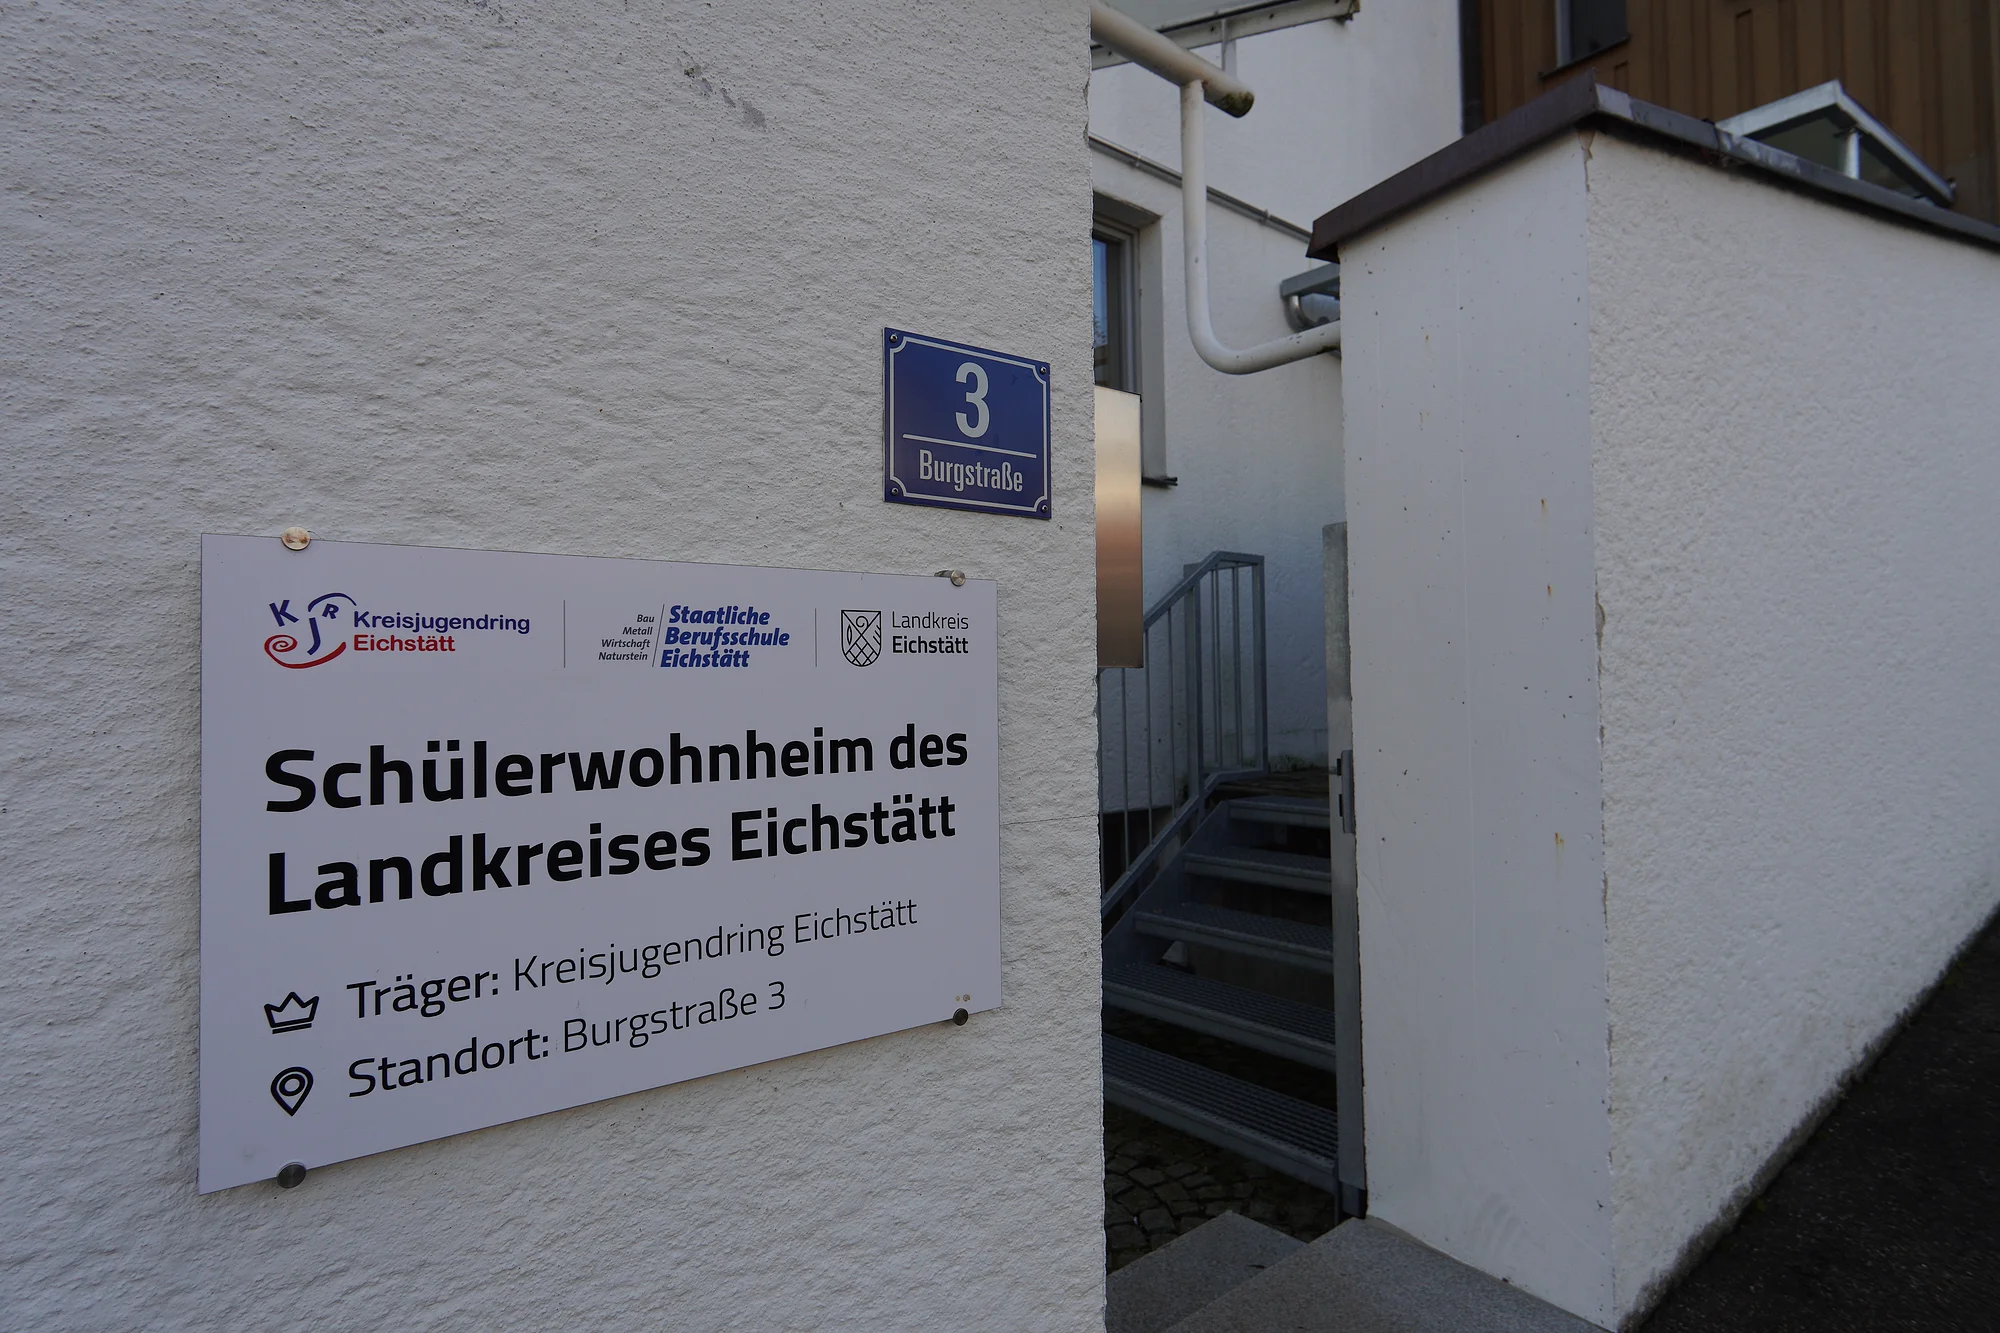 3
Burgstraße
KJR
Kreisjugendring
Eichstätt
Bau
Metall
Wirtschaft
Naturstein
Staatliche
Berufsschule
Eichstätt
Landkreis
Eichstätt
Schülerwohnheim des
Landkreises Eichstätt
Träger: Kreisjugendring Eichstätt
Standort: Burgstraße 3